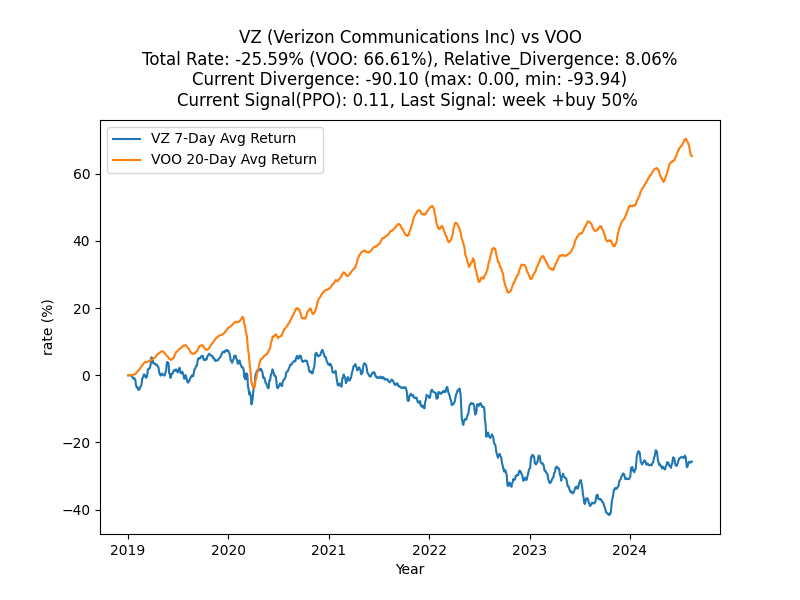 VZ (Verizon Communications Inc) vs VOO
Total Rate: -25.59% (VOO: 66.61%), Relative_Divergence: 8.06%
Current Divergence: -90.10 (max: 0.00, min: -93.94)
Current Signal(PPO): 0.11, Last Signal: week +buy 50%
VZ 7-Day Avg Return
VOO 20-Day Avg Return
rate (%)
60
40
20
0
−20
−40
2019 2020 2021 2022 2023 2024
Year